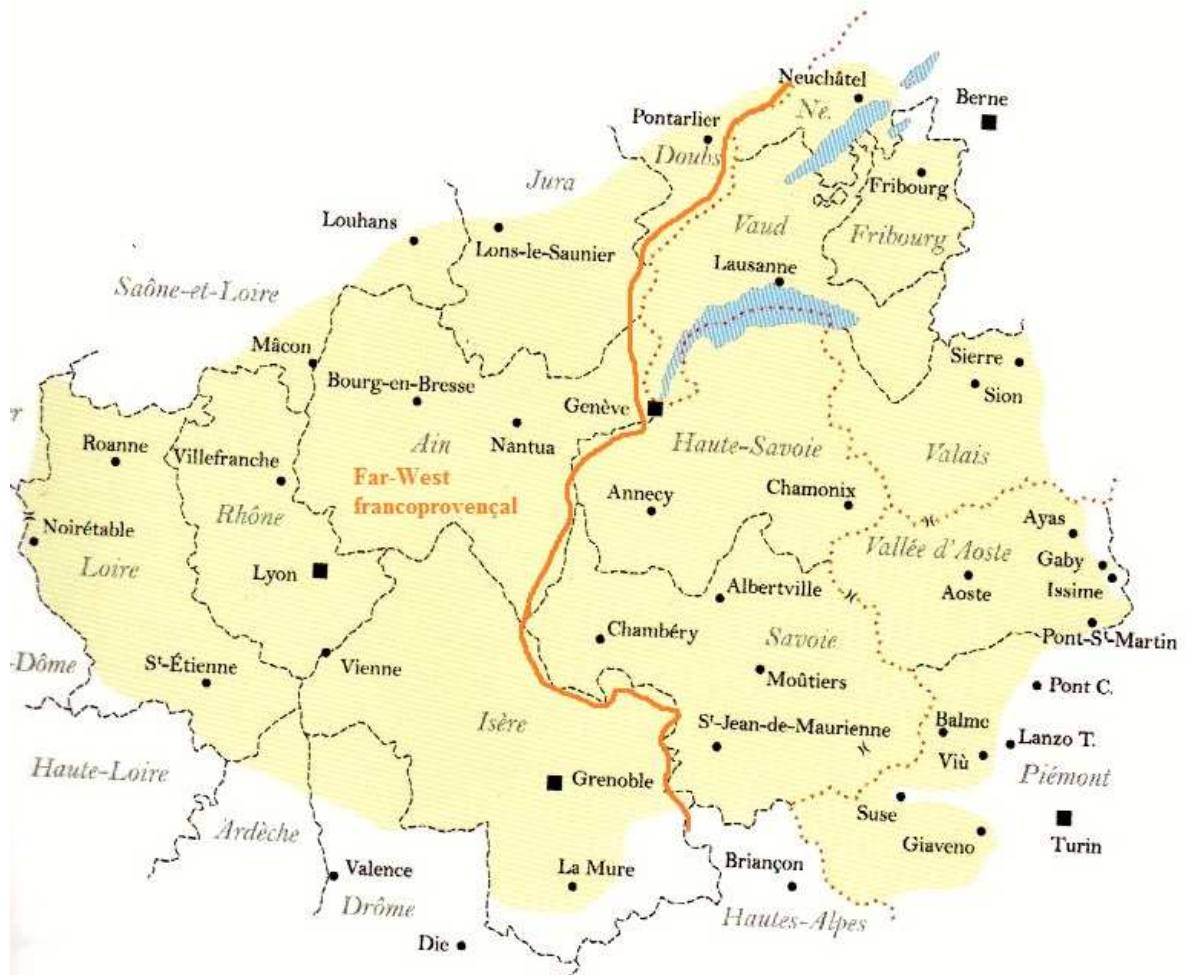 Neuchâtel
Ne.
Berne
Pontarlier
Doubs
Jura
Fribourg
Fribourg
Vaud
Louhans
Lons-le-Saunier
Lausanne
Saône-et-Loire
Mâcon
Sierre
Sion
Bourg-en-Bresse
Genève
Nantua
Ain
Haute-Savoie
Valais
Roanne
Villefranche
Far-West
francoprovençal
Annecy
Chamonix
Rhône
Ayas
Noirétable
Vallée d'Aoste
Gaby
Loire
Lyon
Albertville
Aoste
Issime
Chambéry
Savoie
Pont-St-Martin
-Dôme
St-Étienne
Vienne
Moûtiers
Pont C.
Isère
St-Jean-de-Maurienne
Balme
Lanzo T.
Haute-Loire
Viù
Piémont
Grenoble
Suse
Ardèche
Giaveno
Turin
Valence
La Mure
Briançon
Drôme
Hautes-Alpes
Die